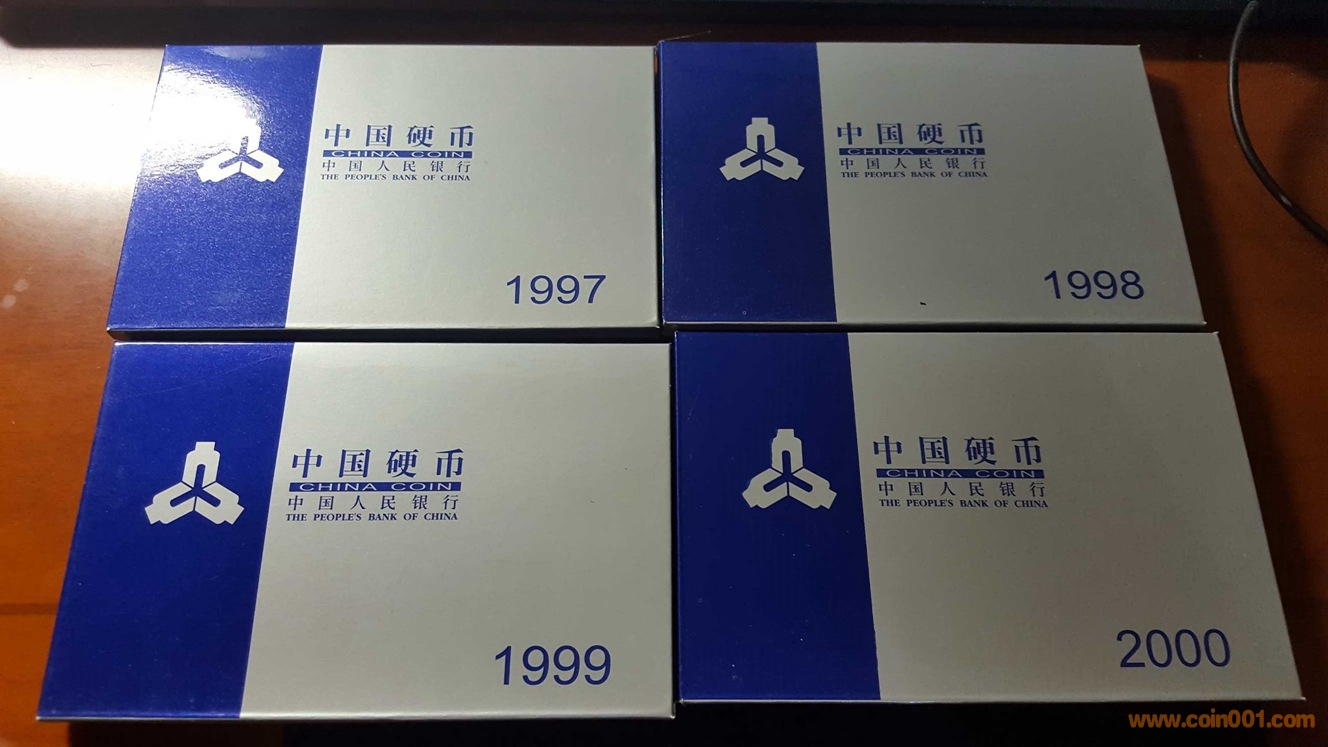 中国硬币
CHINA COIN
中国人民银行
THE PEOPLE'S BANK OF CHINA
1997
中国硬币
CHINA COIN
中国人民银行
THE PEOPLE'S BANK OF CHINA
1998
中国硬币
CHINA COIN
中国人民银行
THE PEOPLE'S BANK OF CHINA
1999
中国硬币
CHINA COIN
中国人民银行
THE PEOPLE'S BANK OF CHINA
2000
www.coin001.com